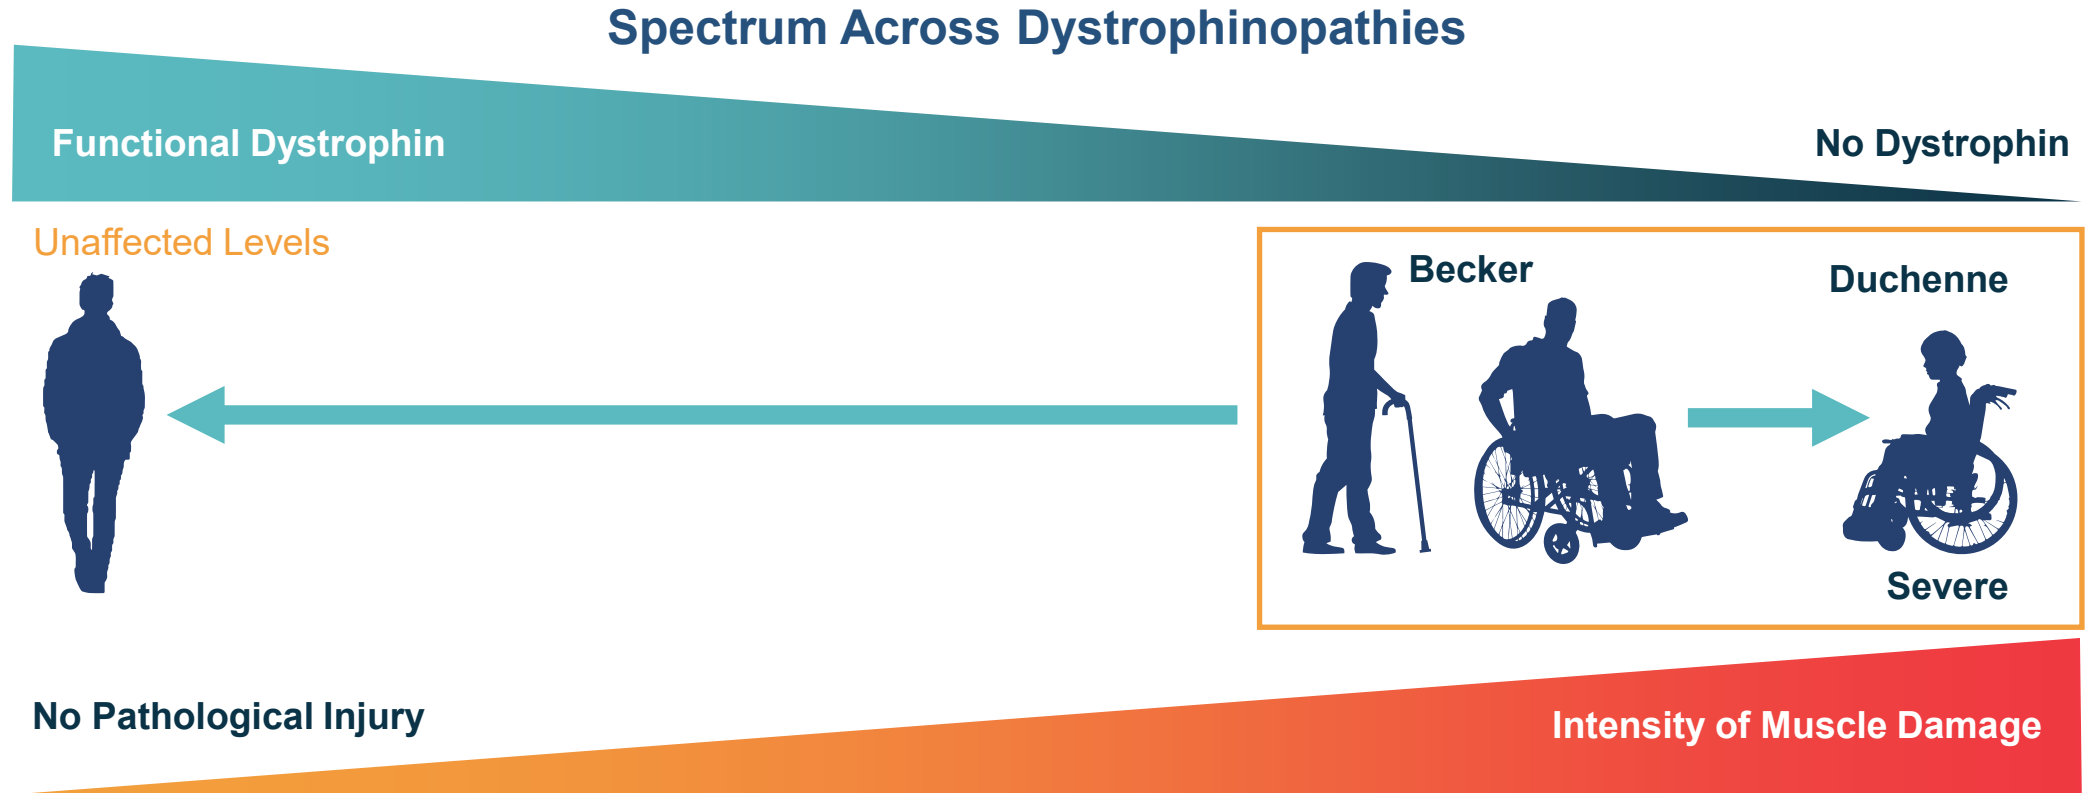 Spectrum Across Dystrophinopathies
Functional Dystrophin
No Dystrophin
Unaffected Levels
Becker
Duchenne
Severe
No Pathological Injury
Intensity of Muscle Damage